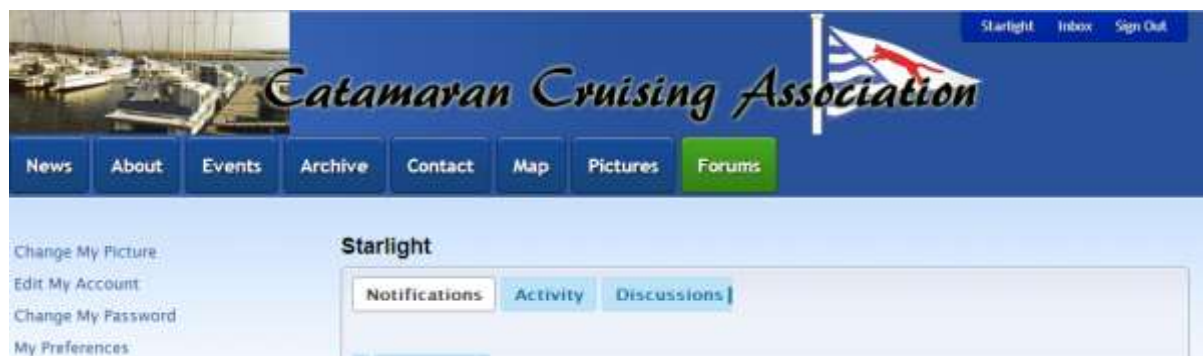 Starlight Inbox Sign Out
Catamaran Cruising Association
News About Events Archive Contact Map Pictures Forums
Change My Picture
Edit My Account
Change My Password
My Preferences
Starlight
Notifications Activity Discussions